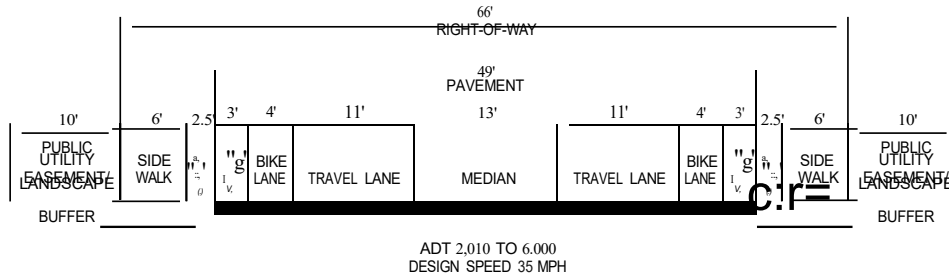 66'
RIGHT-OF-WAY
49'
PAVEMENT
10' 6' 2.5' 3' 4' 11' 13' 11' 4' 3' 2.5' 6' 10'
PUBLIC UTILITY EASEMENT/ LANDSCAPE BUFFER
SIDE WALK
BIKE LANE
TRAVEL LANE
MEDIAN
TRAVEL LANE
BIKE LANE
SIDE WALK
PUBLIC UTILITY EASEMENT/ LANDSCAPE BUFFER
c:r=
ADT 2,010 TO 6.000
DESIGN SPEED 35 MPH